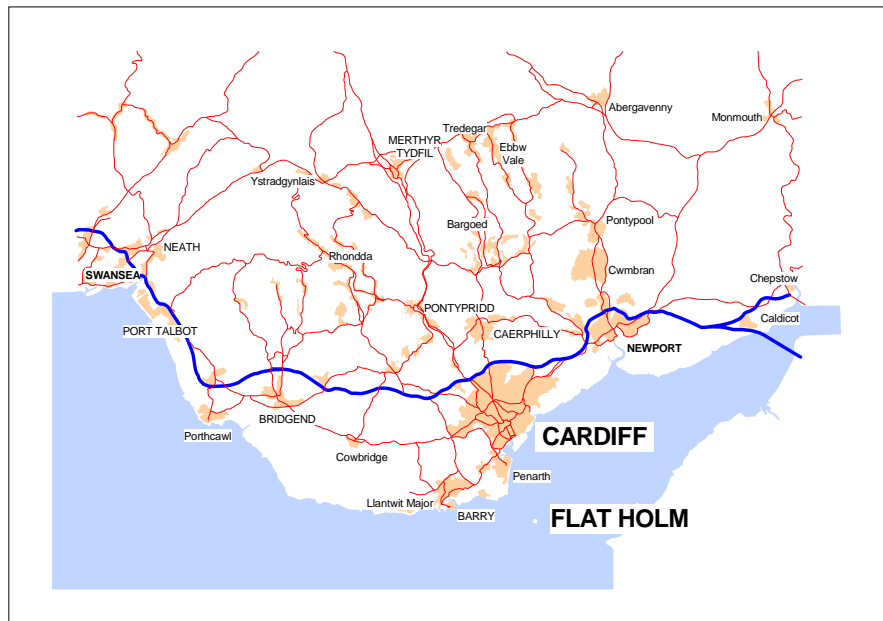 Abergavenny
Monmouth
Tredegar
MERTHYR
TYDFIL
Ebbw
Vale
Ystradgynlais
Bargoed
Pontypool
NEATH
Rhondda
Cwmbran
SWANSEA
Chepstow
PONTYPRIDD
Caldicot
PORT TALBOT
CAERPHILLY
NEWPORT
BRIDGEND
Porthcawl
CARDIFF
Cowbridge
Penarth
Llantwit Major
BARRY
FLAT HOLM